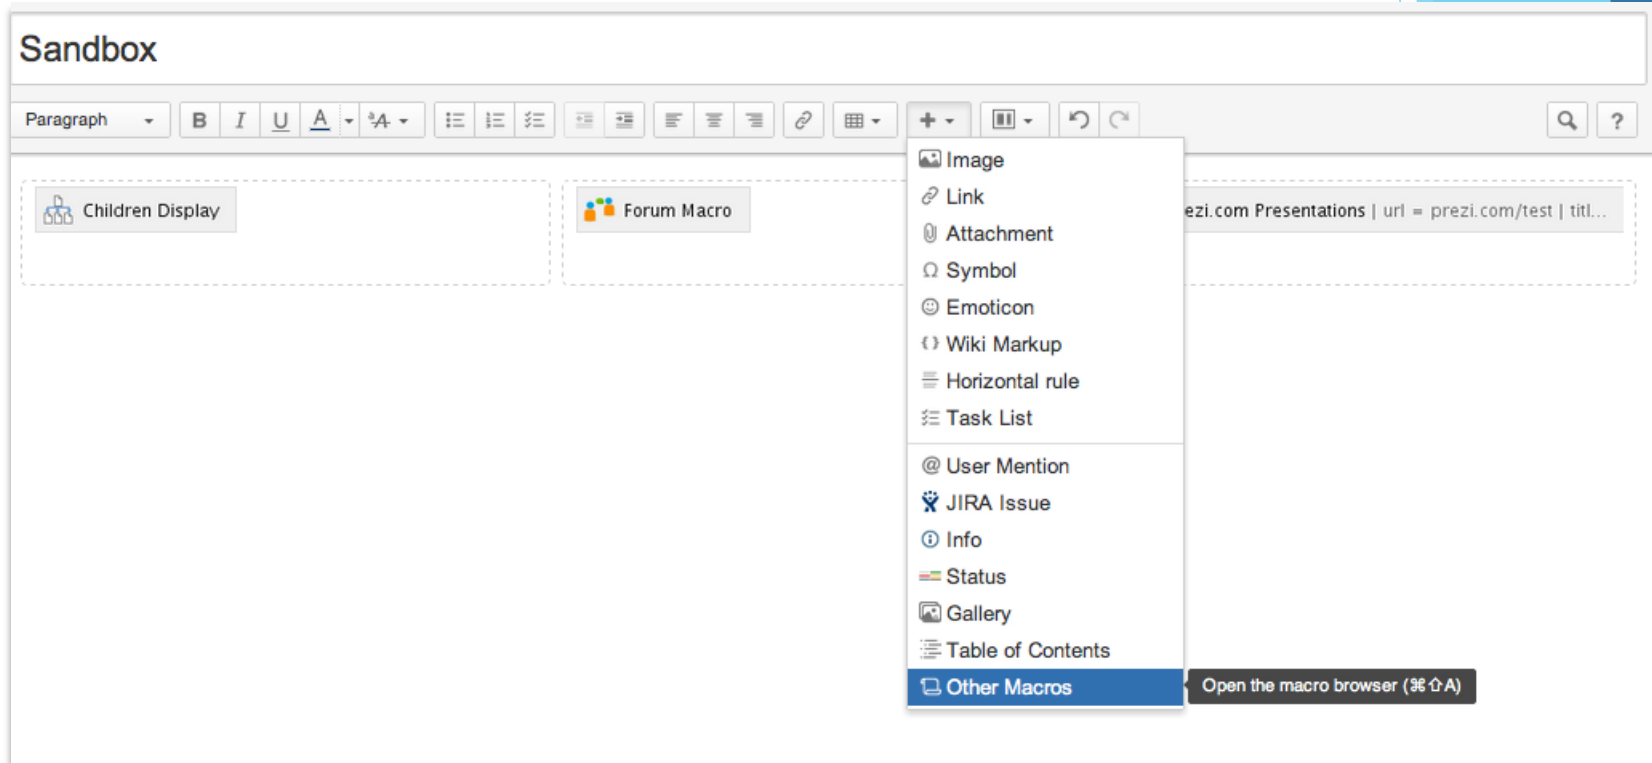 Sandbox
Paragraph B I U A ᵃA ?
Children Display
Forum Macro
ezi.com Presentations | url = prezi.com/test | titl...
Image
Link
Attachment
Symbol
Emoticon
Wiki Markup
Horizontal rule
Task List
@ User Mention
JIRA Issue
Info
Status
Gallery
Table of Contents
Other Macros
Open the macro browser (⌘⇧A)